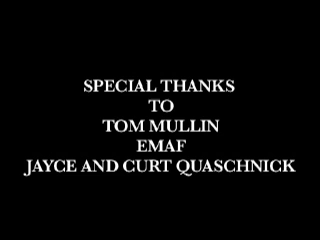 SPECIAL THANKS
TO
TOM MULLIN
EMAF
JAYCE AND CURT QUASCHNICK